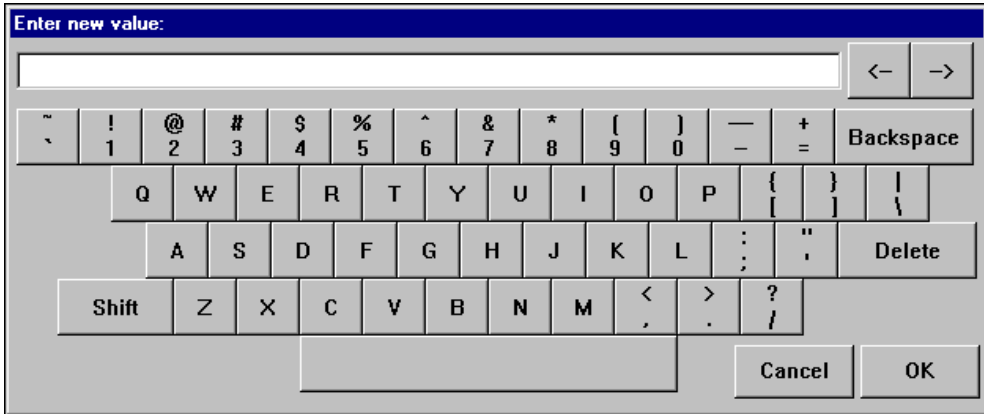 Enter new value:
<- ->
~ ! @ # $ % ^ & * ( ) — +
` 1 2 3 4 5 6 7 8 9 0 – = Backspace
Q W E R T Y U I O P { } |
[ ] \
A S D F G H J K L : " Delete
; '
Shift Z X C V B N M < > ?
, . /
Cancel OK